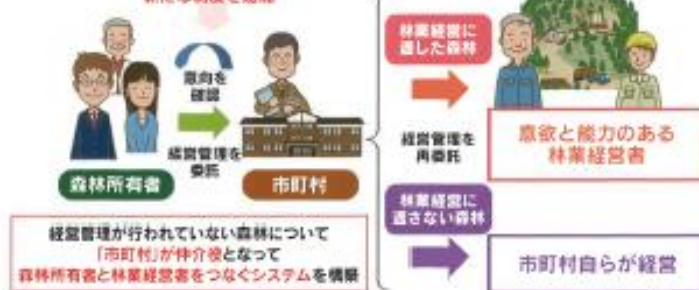 意向を
確認
経営管理を
委託
森林所有者
市町村
経営管理が行われていない森林について
「市町村」が仲介役となって
森林所有者と林業経営者をつなぐシステムを構築
林業経営に
適した森林
経営管理を
再委託
意欲と能力のある
林業経営者
林業経営に
適さない森林
市町村自らが経営